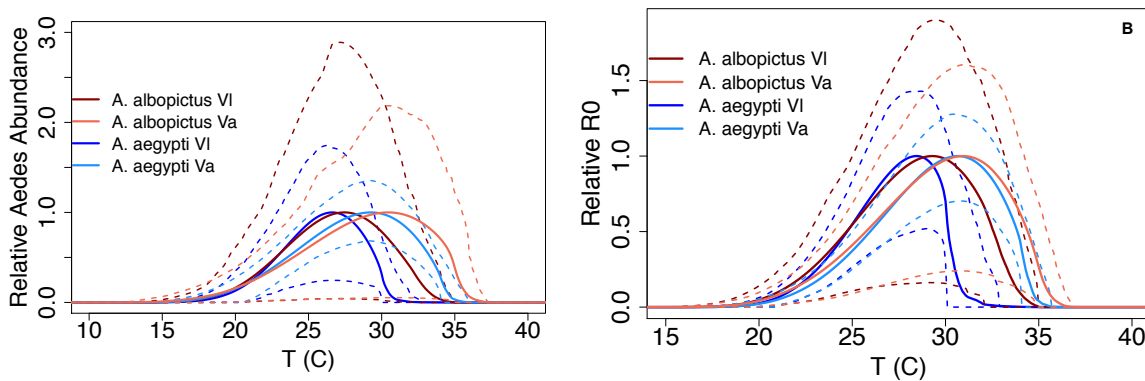 Relative Aedes Abundance
3.0
2.0
1.0
0.0
A. albopictus Vl
A. albopictus Va
A. aegypti Vl
A. aegypti Va
10 15 20 25 30 35 40
T (C)
B
Relative R0
1.5
1.0
0.5
0.0
A. albopictus Vl
A. albopictus Va
A. aegypti Vl
A. aegypti Va
15 20 25 30 35 40
T (C)